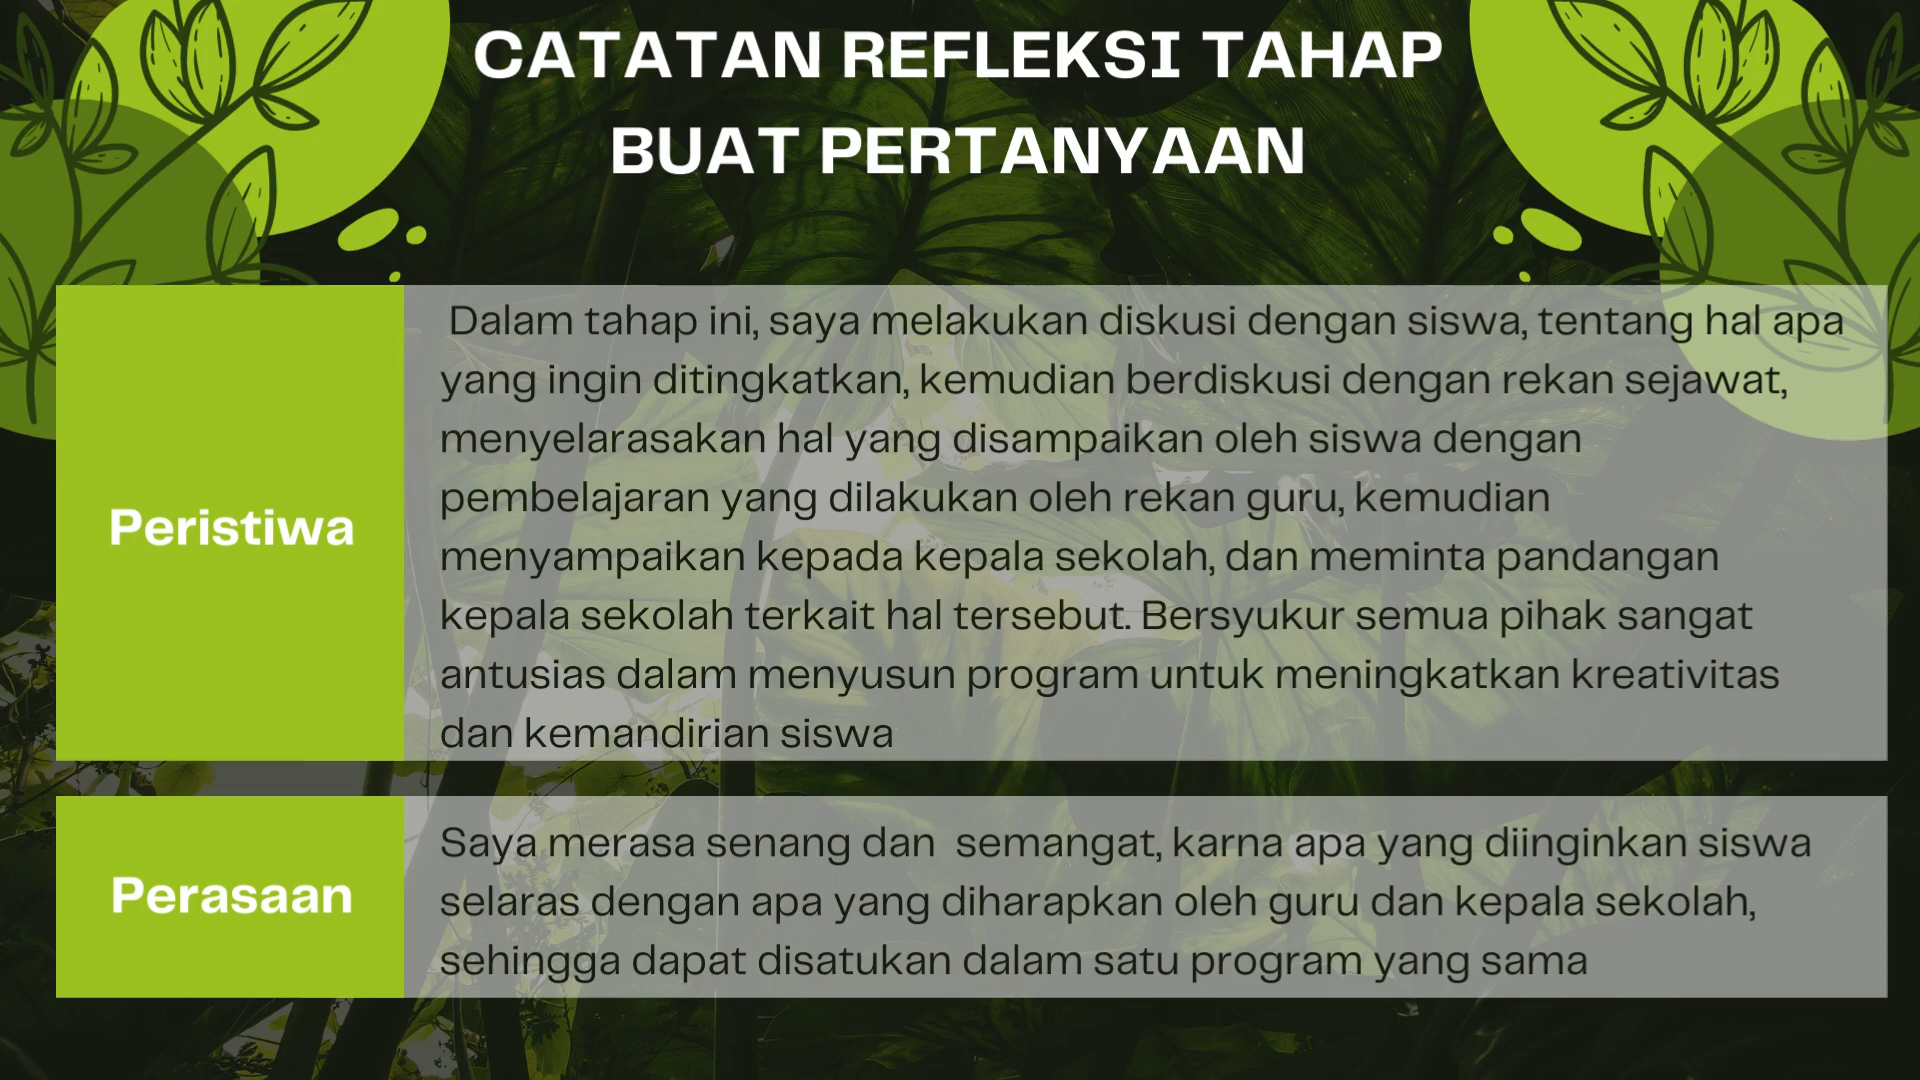 CATATAN REFLEKSI TAHAP
BUAT PERTANYAAN
Peristiwa
Dalam tahap ini, saya melakukan diskusi dengan siswa, tentang hal apa
yang ingin ditingkatkan, kemudian berdiskusi dengan rekan sejawat,
menyelarasakan hal yang disampaikan oleh siswa dengan
pembelajaran yang dilakukan oleh rekan guru, kemudian
menyampaikan kepada kepala sekolah, dan meminta pandangan
kepala sekolah terkait hal tersebut. Bersyukur semua pihak sangat
antusias dalam menyusun program untuk meningkatkan kreativitas
dan kemandirian siswa
Perasaan
Saya merasa senang dan  semangat, karna apa yang diinginkan siswa
selaras dengan apa yang diharapkan oleh guru dan kepala sekolah,
sehingga dapat disatukan dalam satu program yang sama